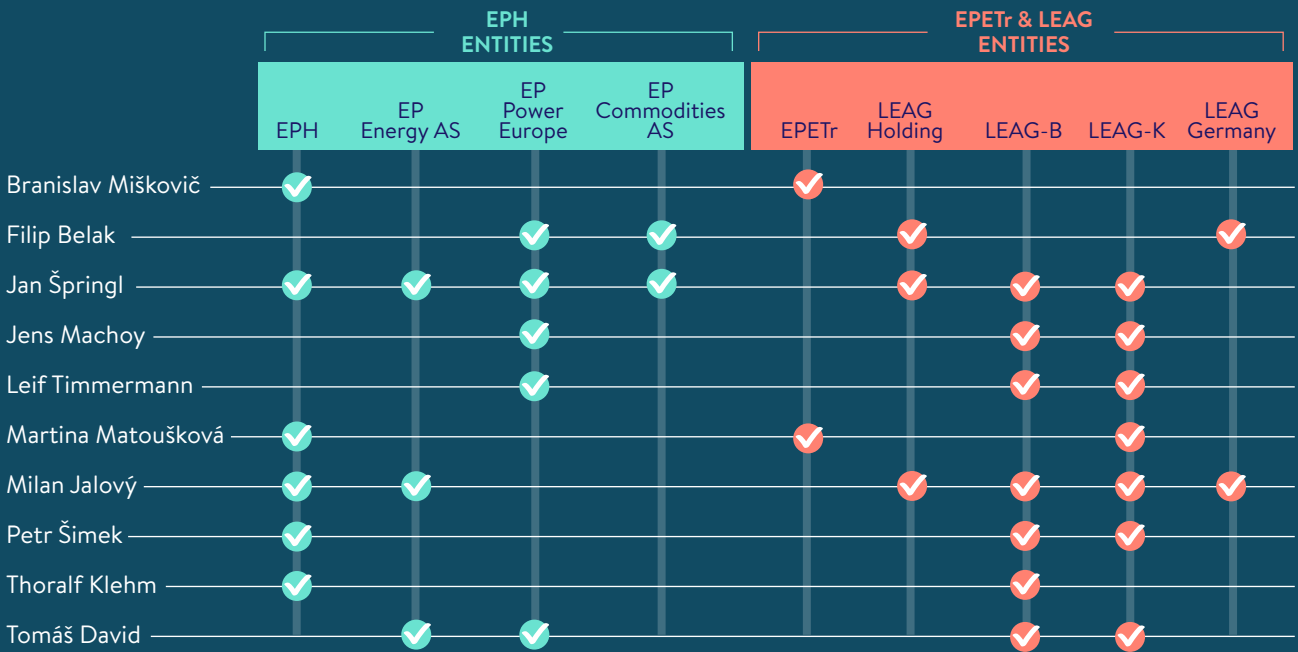 EPH
ENTITIES
EPETr & LEAG
ENTITIES
EPH
EP
Energy AS
EP
Power
Europe
EP
Commodities
AS
EPETr
LEAG
Holding
LEAG-B
LEAG-K
LEAG
Germany
Branislav Miškovič
Filip Belak
Jan Špringl
Jens Machoy
Leif Timmermann
Martina Matoušková
Milan Jalový
Petr Šimek
Thoralf Klehm
Tomáš David